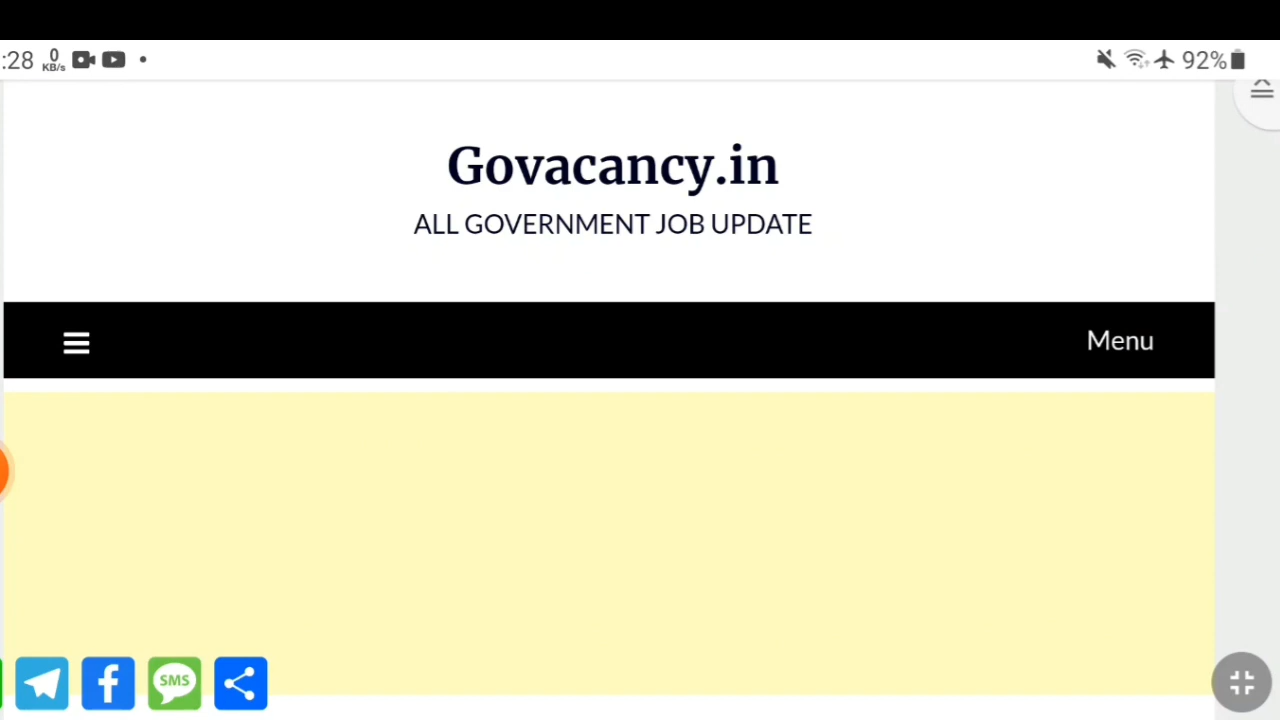 :28 0 KB/s 92%
Govacancy.in
ALL GOVERNMENT JOB UPDATE
Menu
SMS